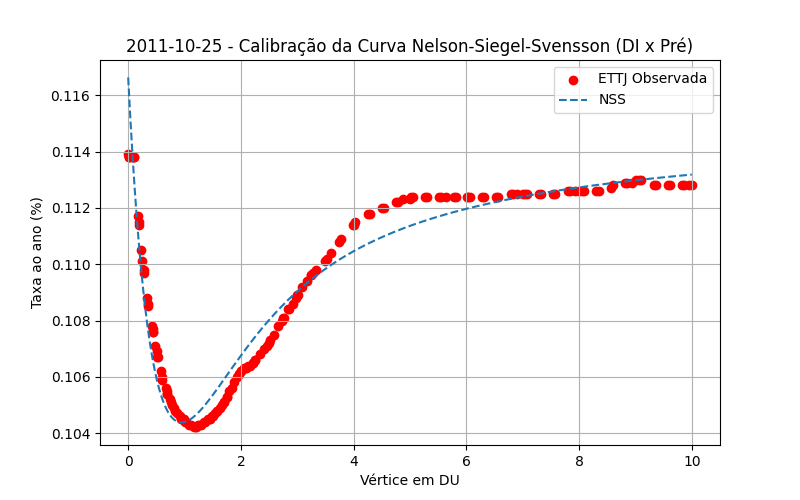 2011-10-25 - Calibração da Curva Nelson-Siegel-Svensson (DI x Pré)
ETTJ Observada
NSS
Taxa ao ano (%)
0.116
0.114
0.112
0.110
0.108
0.106
0.104
0
2
4
6
8
10
Vértice em DU